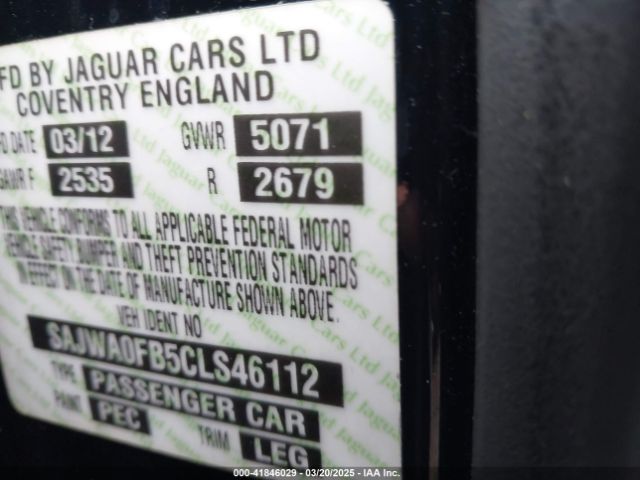 FD BY JAGUAR CARS LTD
COVENTRY ENGLAND
D DATE 03/12 GVWR 5071
GAWR F 2535 R 2679
THIS VEHICLE CONFORMS TO ALL APPLICABLE FEDERAL MOTOR
VEHICLE SAFETY BUMPER AND THEFT PREVENTION STANDARDS
IN EFFECT ON THE DATE OF MANUFACTURE SHOWN ABOVE.
VEH IDENT NO
SAJWA0FB5CLS46112
TYPE PASSENGER CAR
PAINT PEC TRIM LEG
000-41846029 - 03/20/2025 - IAA Inc.